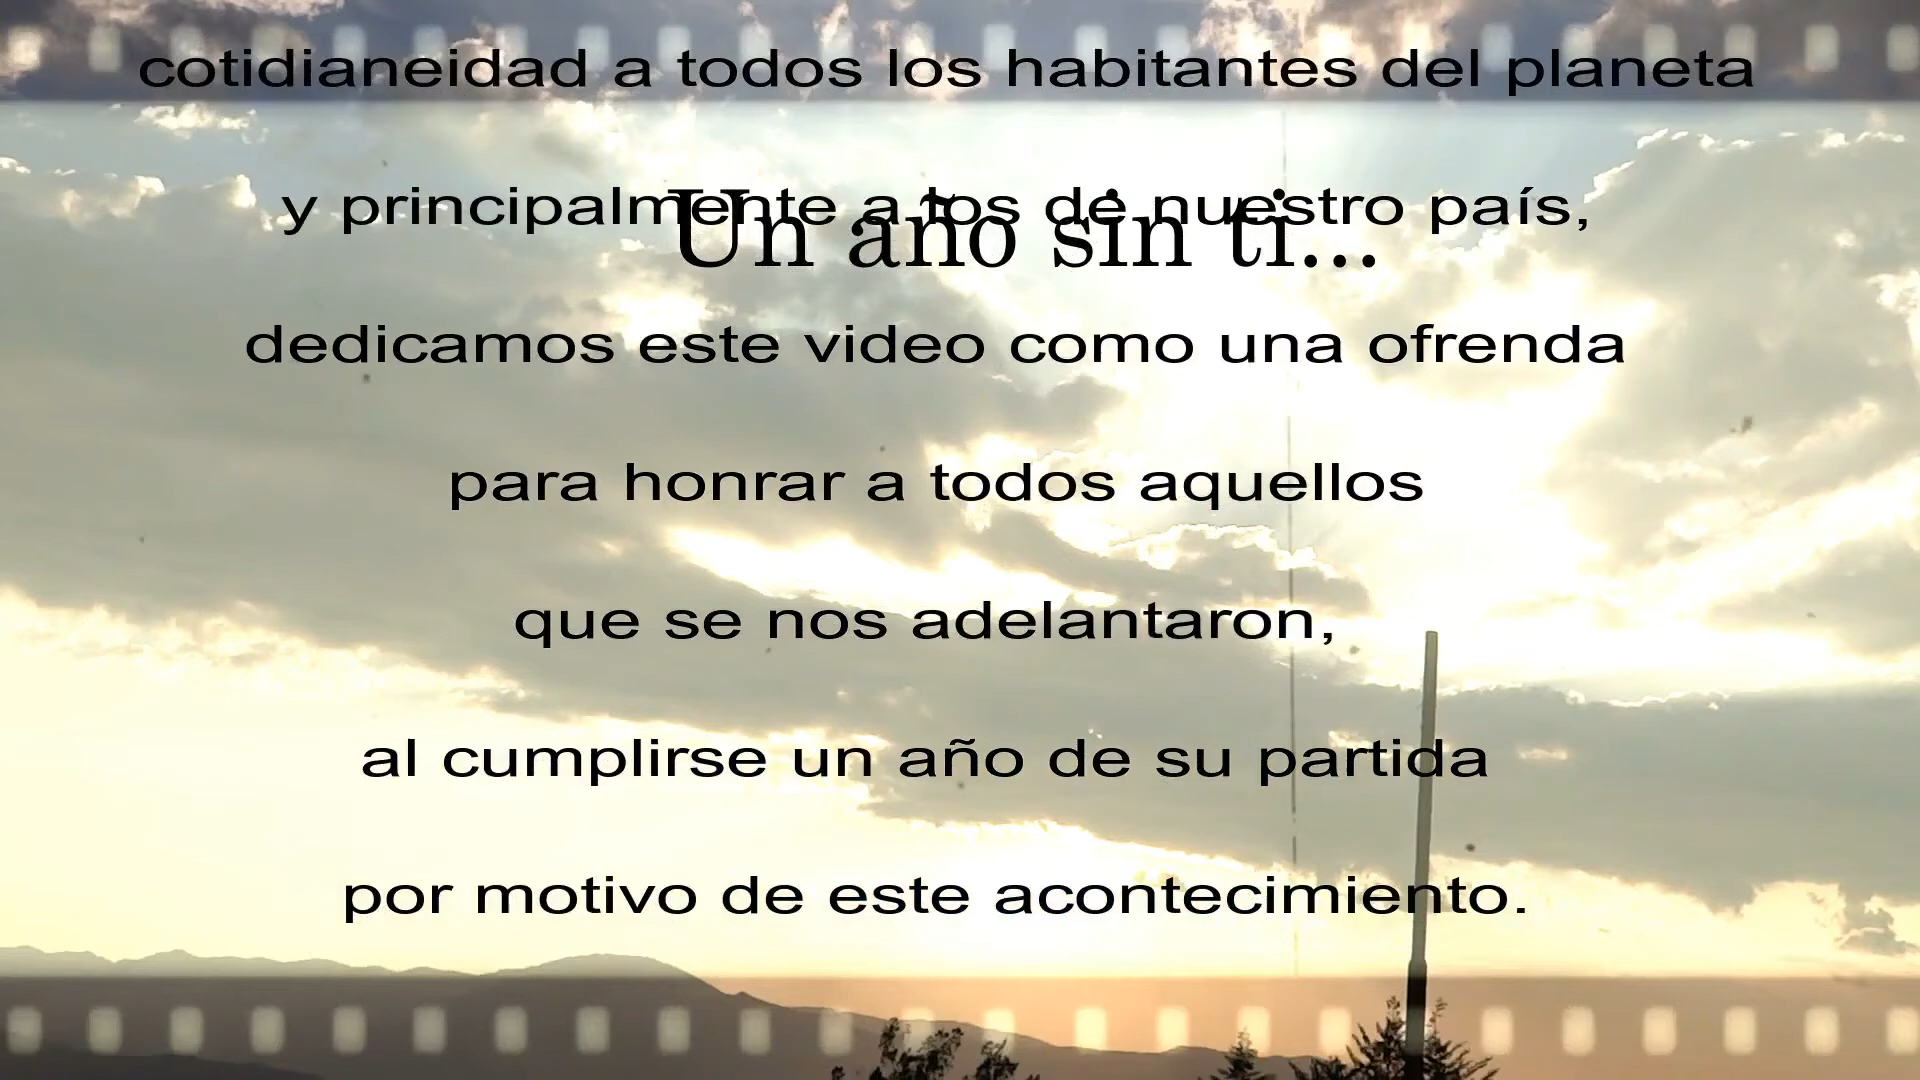 cotidianeidad a todos los habitantes del planeta
y principalmente a los de nuestro país,
Un año sin ti...
dedicamos este video como una ofrenda
para honrar a todos aquellos
que se nos adelantaron,
al cumplirse un año de su partida
por motivo de este acontecimiento.